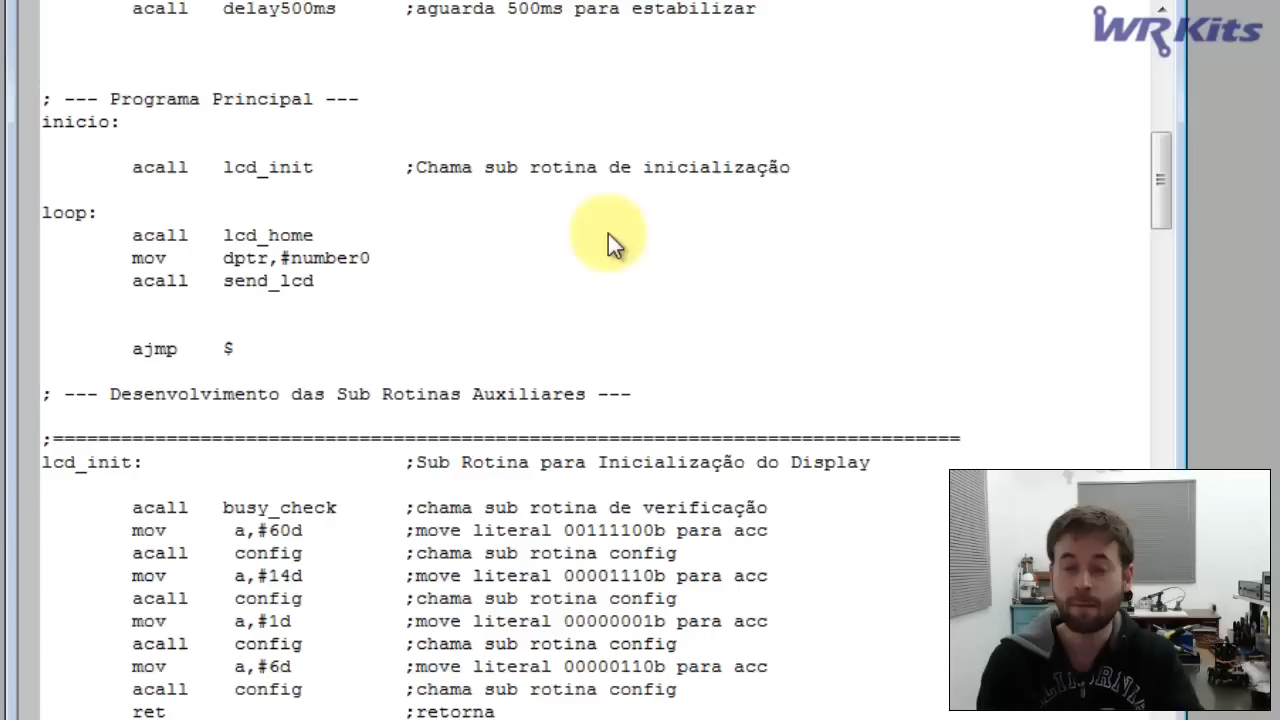 acall delay500ms ;aguarda 500ms para estabilizar
WR Kits
; --- Programa Principal ---
inicio:
acall lcd_init ;Chama sub rotina de inicialização
loop:
acall lcd_home
mov dptr,#number0
acall send_lcd
ajmp $
; --- Desenvolvimento das Sub Rotinas Auxiliares ---
;================================================================================
lcd_init: ;Sub Rotina para Inicialização do Display
acall busy_check ;chama sub rotina de verificação
mov a,#60d ;move literal 00111100b para acc
acall config ;chama sub rotina config
mov a,#14d ;move literal 00001110b para acc
acall config ;chama sub rotina config
mov a,#1d ;move literal 00000001b para acc
acall config ;chama sub rotina config
mov a,#6d ;move literal 00000110b para acc
acall config ;chama sub rotina config
ret ;retorna